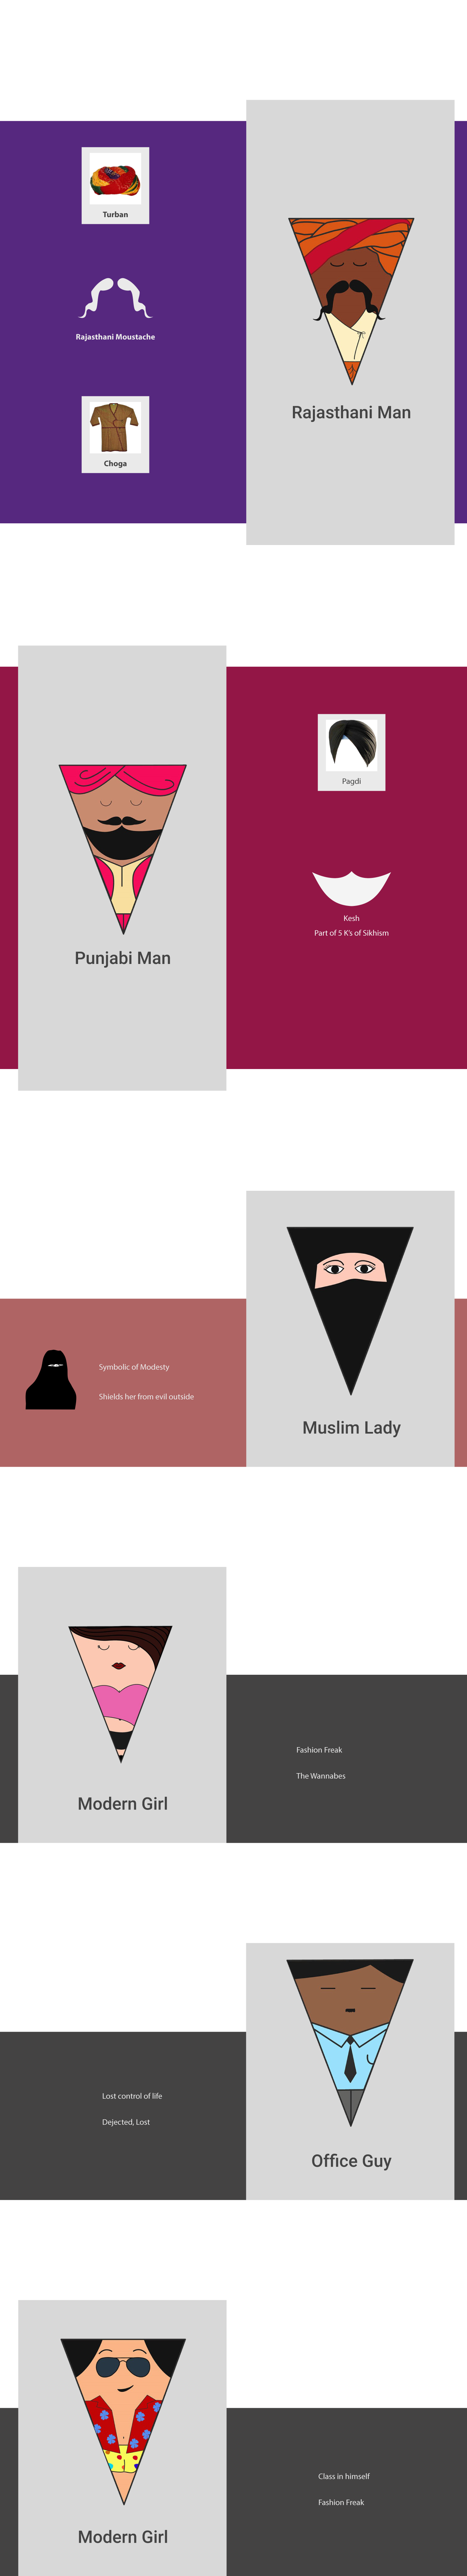 Turban
Rajasthani Moustache
Choga
Rajasthani Man
Pagdi
Kesh
Part of 5 K's of Sikhism
Punjabi Man
Symbolic of Modesty
Shields her from evil outside
Muslim Lady
Fashion Freak
The Wannabes
Modern Girl
Lost control of life
Dejected, Lost
Office Guy
Class in himself
Fashion Freak
Modern Girl